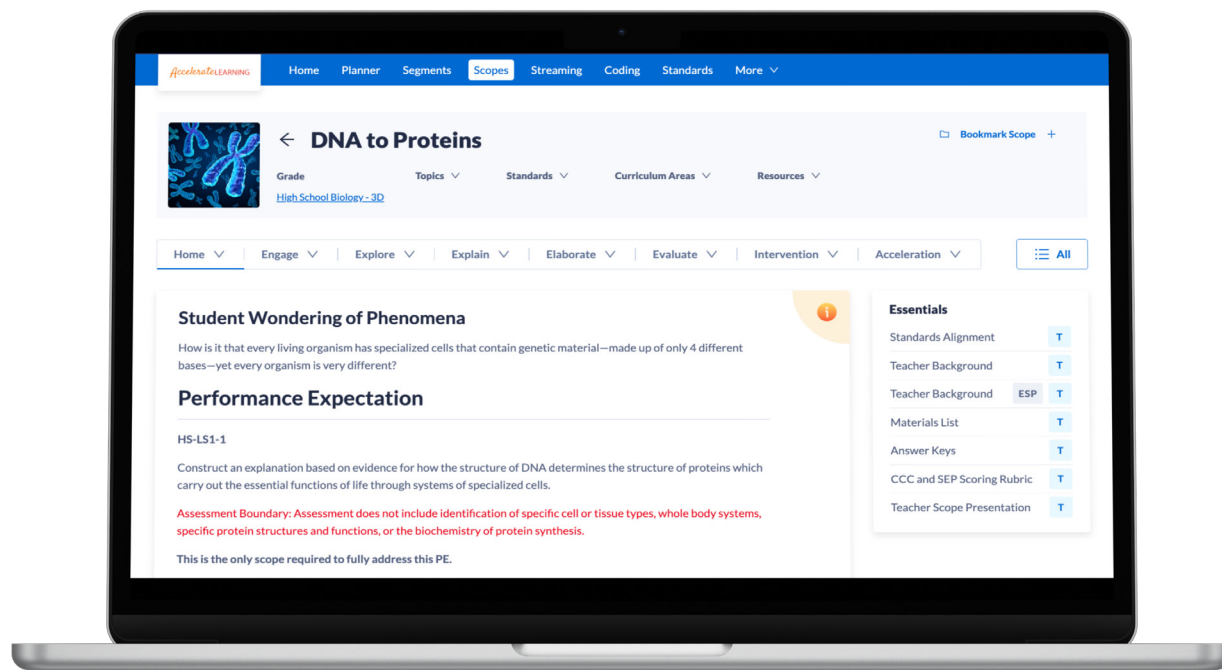 AccelerateLEARNING
Home Planner Segments Scopes Streaming Coding Standards More
DNA to Proteins
Bookmark Scope +
Grade Topics Standards Curriculum Areas Resources
High School Biology - 3D
Home Engage Explore Explain Elaborate Evaluate Intervention Acceleration All
Student Wondering of Phenomena
How is it that every living organism has specialized cells that contain genetic material—made up of only 4 different
bases—yet every organism is very different?
Performance Expectation
HS-LS1-1
Construct an explanation based on evidence for how the structure of DNA determines the structure of proteins which
carry out the essential functions of life through systems of specialized cells.
Assessment Boundary: Assessment does not include identification of specific cell or tissue types, whole body systems,
specific protein structures and functions, or the biochemistry of protein synthesis.
This is the only scope required to fully address this PE.
Essentials
Standards Alignment T
Teacher Background T
Teacher Background ESP T
Materials List T
Answer Keys T
CCC and SEP Scoring Rubric T
Teacher Scope Presentation T